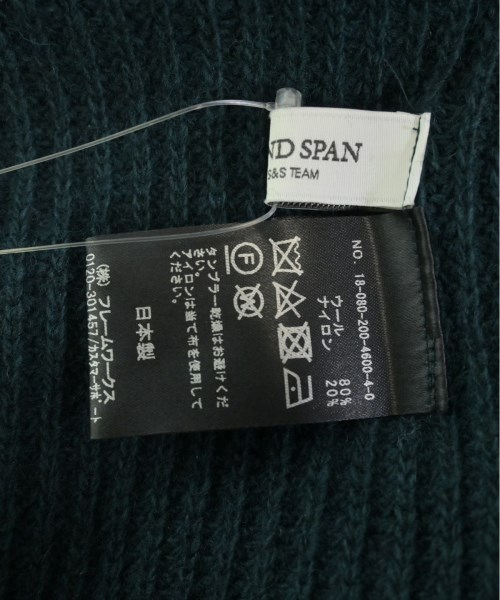 ND SPAN
S&S TEAM
NO. 18-080-200-4600-4-0
ウール 80%
ナイロン 20%
F
W
タンブラー乾燥はお避けくだ
さい。
アイロンは当て布を使用して
ください。
日本製
(株) フレームワークス
0120-301457/カスタマーサポート